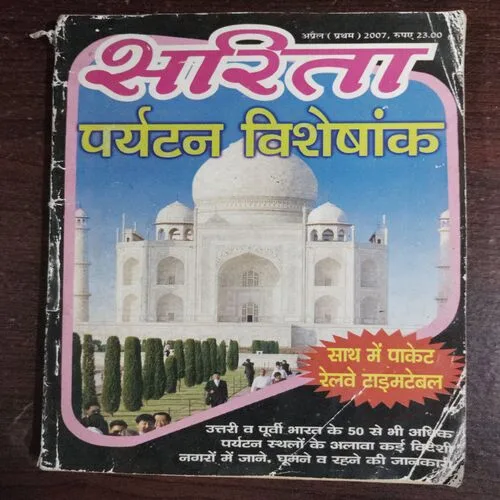 अप्रैल ( प्रथम ) 2007, रुपए 23.00
सरिता
पर्यटन विशेषांक
साथ में पाकेट
रेलवे टाइमटेबल
उत्तरी व पूर्वी भारत के 50 से भी अधिक
पर्यटन स्थलों के अलावा कई विदेशी
नगरों में जाने, घूमने व रहने की जानकारी